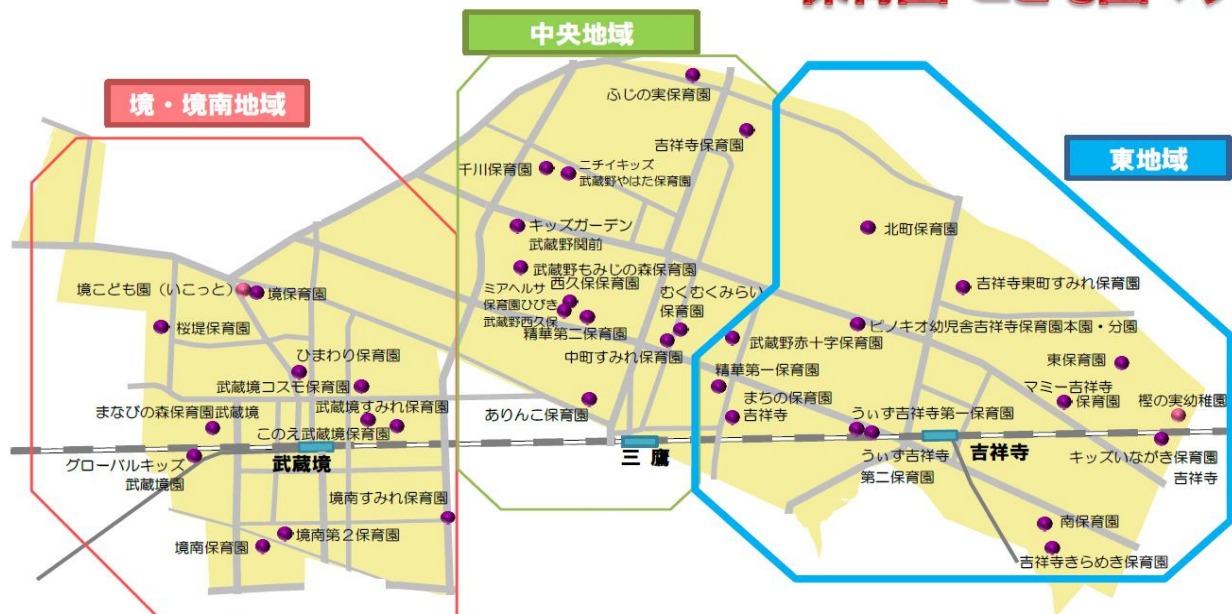 中央地域
境・境南地域
東地域
ふじの実保育園
吉祥寺保育園
千川保育園
ニチイキッズ
武蔵野やはた保育園
キッズガーデン
武蔵野関前
武蔵野もみじの森保育園
西久保保育園
ミアヘルサ
保育園ひびき
武蔵野西久保
むくむくみらい
保育園
精華第二保育園
中町すみれ保育園
ありんこ保育園
北町保育園
吉祥寺東町すみれ保育園
ピノキオ幼児舎吉祥寺保育園本園・分園
武蔵野赤十字保育園
東保育園
精華第一保育園
マミー吉祥寺
保育園
まちの保育園
吉祥寺
樫の実幼稚園
うぃず吉祥寺第一保育園
うぃず吉祥寺
第二保育園
キッズいながき保育園
吉祥寺
南保育園
吉祥寺きらめき保育園
境こども園(いこっと)
境保育園
桜堤保育園
ひまわり保育園
武蔵境コスモ保育園
まなびの森保育園武蔵境
武蔵境すみれ保育園
このえ武蔵境保育園
グローバルキッズ
武蔵境園
境南すみれ保育園
境南第2保育園
境南保育園
武蔵境
三鷹
吉祥寺